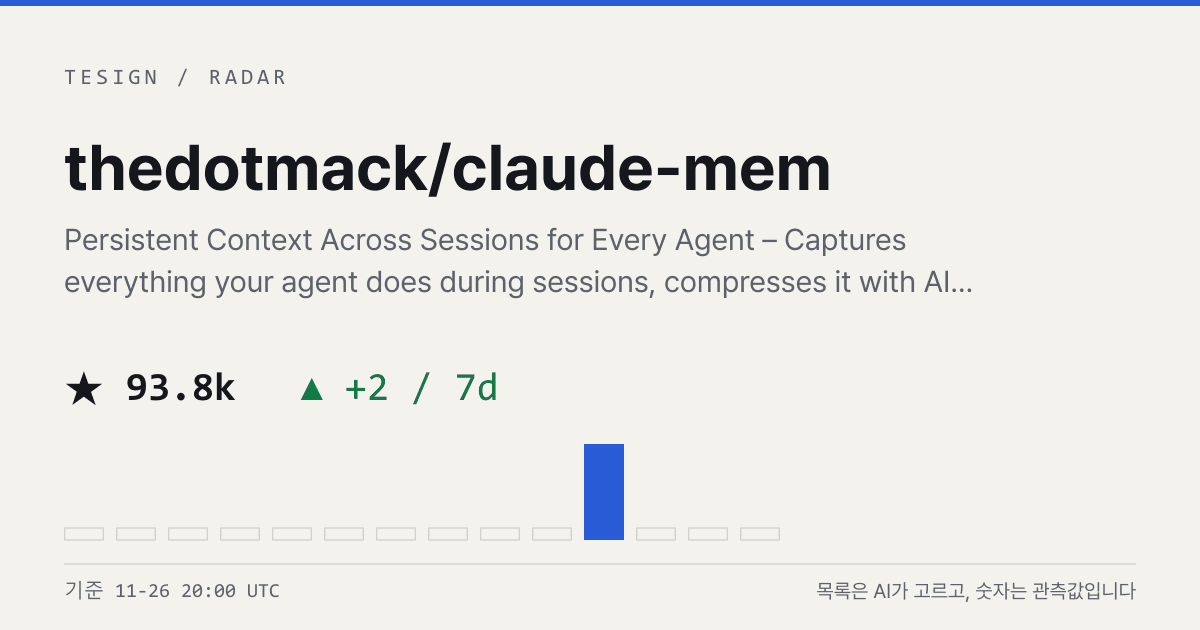 TESIGN / RADAR
thedotmack/claude-mem
Persistent Context Across Sessions for Every Agent – Captures
everything your agent does during sessions, compresses it with AI…
★ 93.8k ▲ +2 / 7d
기준 11-26 20:00 UTC
목록은 AI가 고르고, 숫자는 관측값입니다